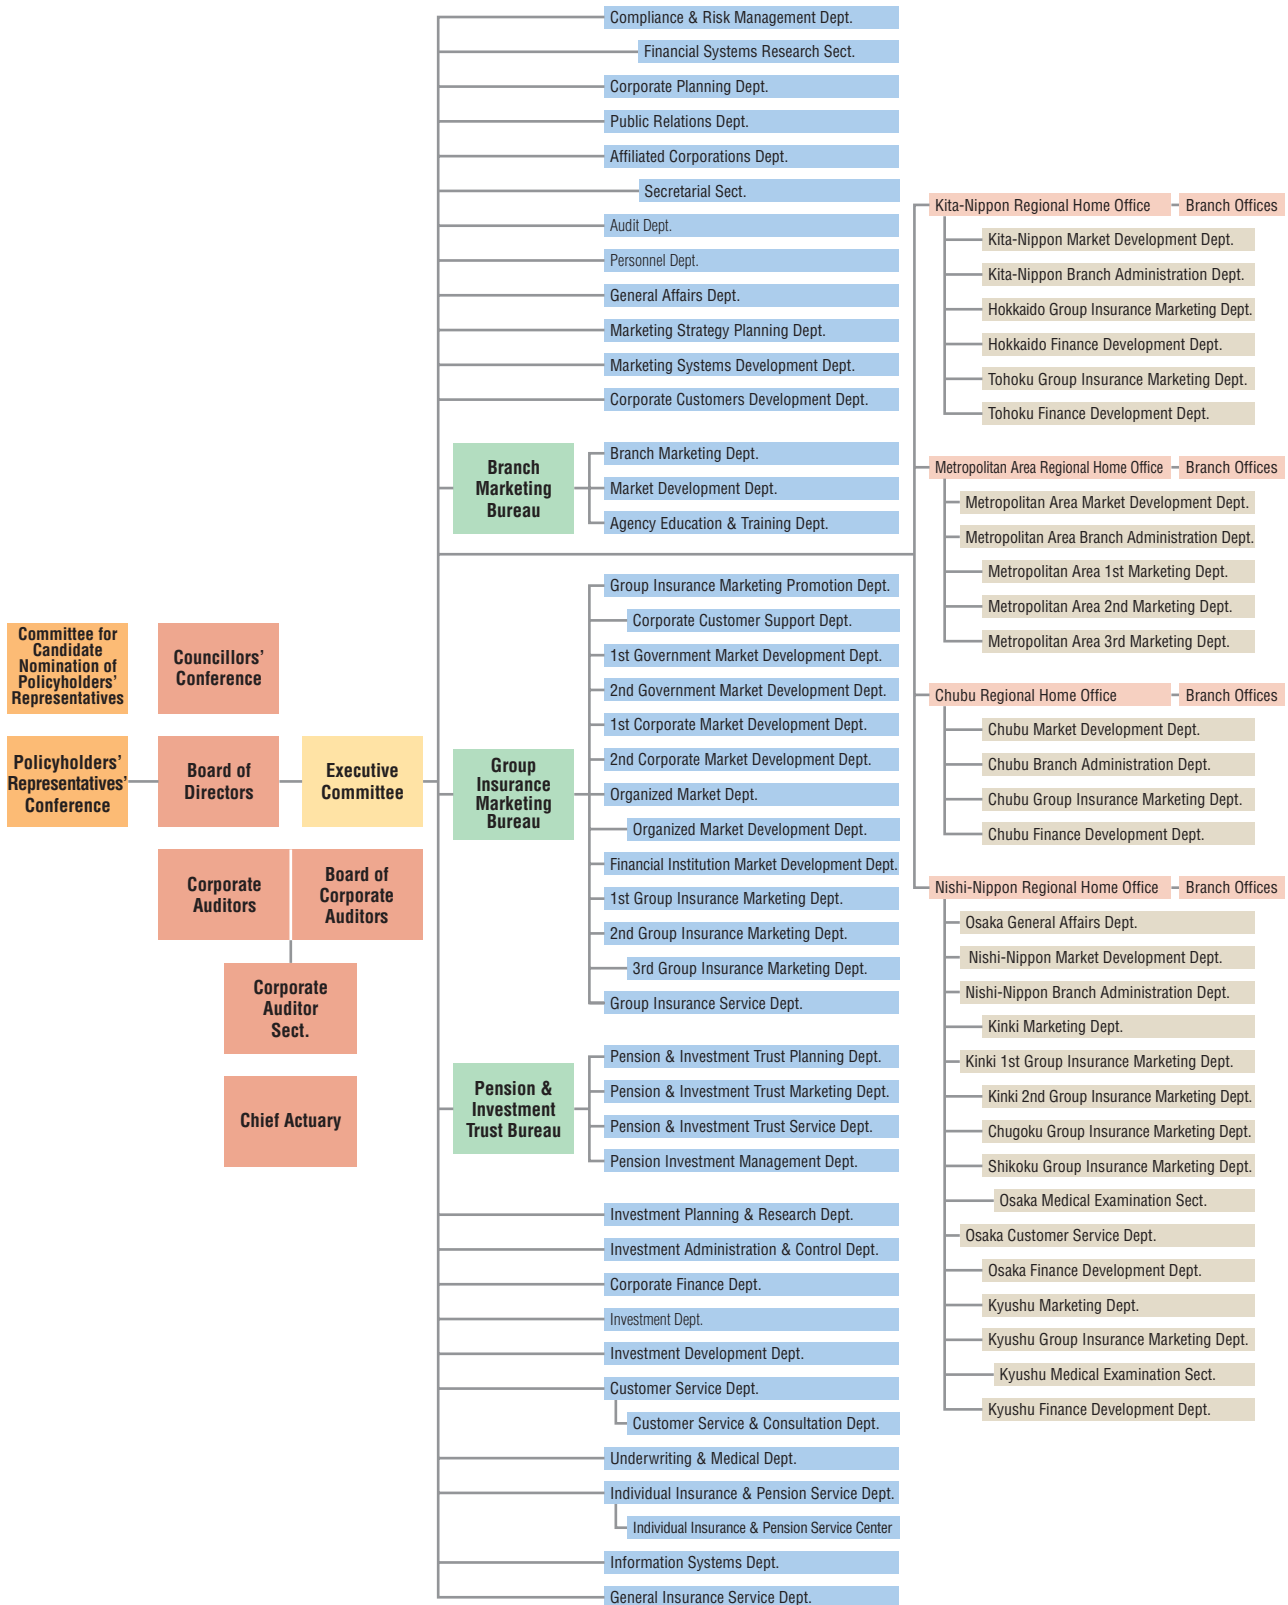 Compliance & Risk Management Dept.
Financial Systems Research Sect.
Corporate Planning Dept.
Public Relations Dept.
Affiliated Corporations Dept.
Secretarial Sect.
Audit Dept.
Personnel Dept.
General Affairs Dept.
Marketing Strategy Planning Dept.
Marketing Systems Development Dept.
Corporate Customers Development Dept.
Branch
Marketing
Bureau
Branch Marketing Dept.
Market Development Dept.
Agency Education & Training Dept.
Committee for
Candidate
Nomination of
Policyholders'
Representatives
Councillors'
Conference
Policyholders'
Representatives'
Conference
Board of
Directors
Executive
Committee
Corporate
Auditors
Board of
Corporate
Auditors
Corporate
Auditor
Sect.
Chief Actuary
Group
Insurance
Marketing
Bureau
Group Insurance Marketing Promotion Dept.
Corporate Customer Support Dept.
1st Government Market Development Dept.
2nd Government Market Development Dept.
1st Corporate Market Development Dept.
2nd Corporate Market Development Dept.
Organized Market Dept.
Organized Market Development Dept.
Financial Institution Market Development Dept.
1st Group Insurance Marketing Dept.
2nd Group Insurance Marketing Dept.
3rd Group Insurance Marketing Dept.
Group Insurance Service Dept.
Pension &
Investment
Trust Bureau
Pension & Investment Trust Planning Dept.
Pension & Investment Trust Marketing Dept.
Pension & Investment Trust Service Dept.
Pension Investment Management Dept.
Investment Planning & Research Dept.
Investment Administration & Control Dept.
Corporate Finance Dept.
Investment Dept.
Investment Development Dept.
Customer Service Dept.
Customer Service & Consultation Dept.
Underwriting & Medical Dept.
Individual Insurance & Pension Service Dept.
Individual Insurance & Pension Service Center
Information Systems Dept.
General Insurance Service Dept.
Kita-Nippon Regional Home Office
Branch Offices
Kita-Nippon Market Development Dept.
Kita-Nippon Branch Administration Dept.
Hokkaido Group Insurance Marketing Dept.
Hokkaido Finance Development Dept.
Tohoku Group Insurance Marketing Dept.
Tohoku Finance Development Dept.
Metropolitan Area Regional Home Office
Branch Offices
Metropolitan Area Market Development Dept.
Metropolitan Area Branch Administration Dept.
Metropolitan Area 1st Marketing Dept.
Metropolitan Area 2nd Marketing Dept.
Metropolitan Area 3rd Marketing Dept.
Chubu Regional Home Office
Branch Offices
Chubu Market Development Dept.
Chubu Branch Administration Dept.
Chubu Group Insurance Marketing Dept.
Chubu Finance Development Dept.
Nishi-Nippon Regional Home Office
Branch Offices
Osaka General Affairs Dept.
Nishi-Nippon Market Development Dept.
Nishi-Nippon Branch Administration Dept.
Kinki Marketing Dept.
Kinki 1st Group Insurance Marketing Dept.
Kinki 2nd Group Insurance Marketing Dept.
Chugoku Group Insurance Marketing Dept.
Shikoku Group Insurance Marketing Dept.
Osaka Medical Examination Sect.
Osaka Customer Service Dept.
Osaka Finance Development Dept.
Kyushu Marketing Dept.
Kyushu Group Insurance Marketing Dept.
Kyushu Medical Examination Sect.
Kyushu Finance Development Dept.